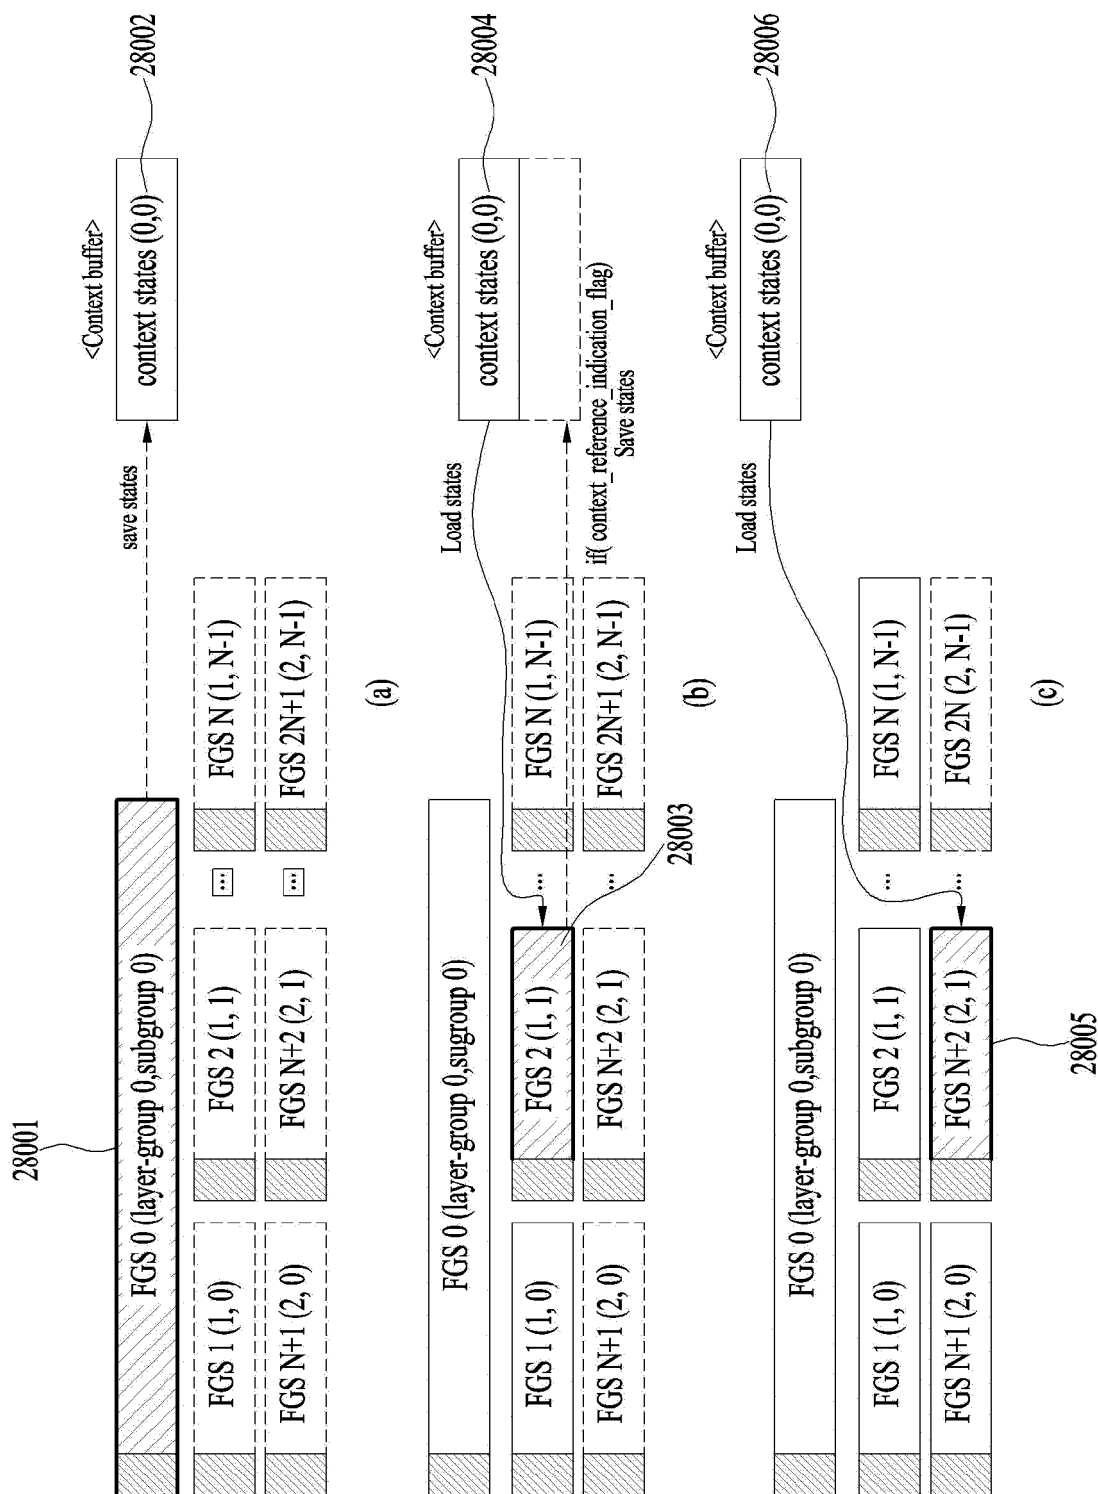 28001
FGS 0 (layer-group 0,subgroup 0)
save states
<Context buffer>
context states (0,0)
28002
FGS 1 (1, 0)
FGS 2 (1, 1)
...
FGS N (1, N-1)
FGS N+1 (2, 0)
FGS N+2 (2, 1)
...
FGS 2N+1 (2, N-1)
(a)
FGS 0 (layer-group 0,sugroup 0)
Load states
<Context buffer>
context states (0,0)
28004
FGS 1 (1, 0)
FGS 2 (1, 1)
...
FGS N (1, N-1)
if( context_reference_indication_flag)
Save states
FGS N+1 (2, 0)
FGS N+2 (2, 1)
...
FGS 2N+1 (2, N-1)
28003
(b)
FGS 0 (layer-group 0,subgroup 0)
Load states
<Context buffer>
context states (0,0)
28006
FGS 1 (1, 0)
FGS 2 (1, 1)
...
FGS N (1, N-1)
FGS N+1 (2, 0)
FGS N+2 (2, 1)
...
FGS 2N (2, N-1)
28005
(c)